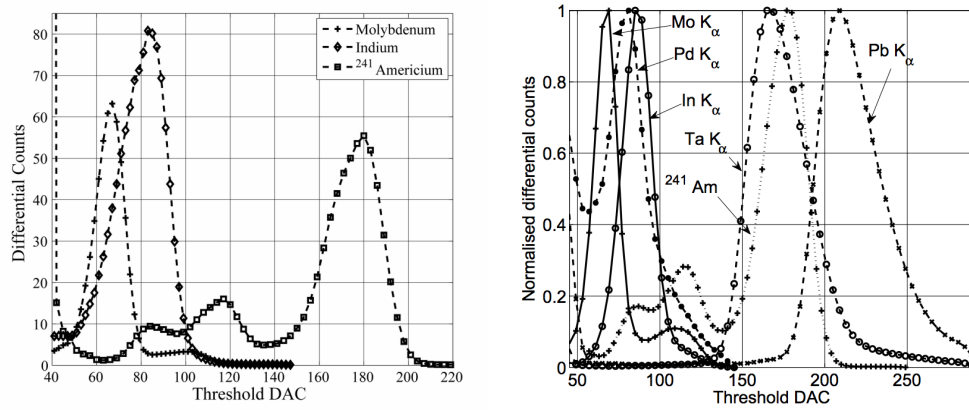 Differential Counts
80
70
60
50
40
30
20
10
0
40
60
80
100
120
140
160
180
200
220
Threshold DAC
Molybdenum
Indium
241 Americium
Normalised differential counts
1
0.8
0.6
0.4
0.2
0
50
100
150
200
250
Threshold DAC
Mo Kα
Pd Kα
In Kα
Ta Kα
241 Am
Pb Kα